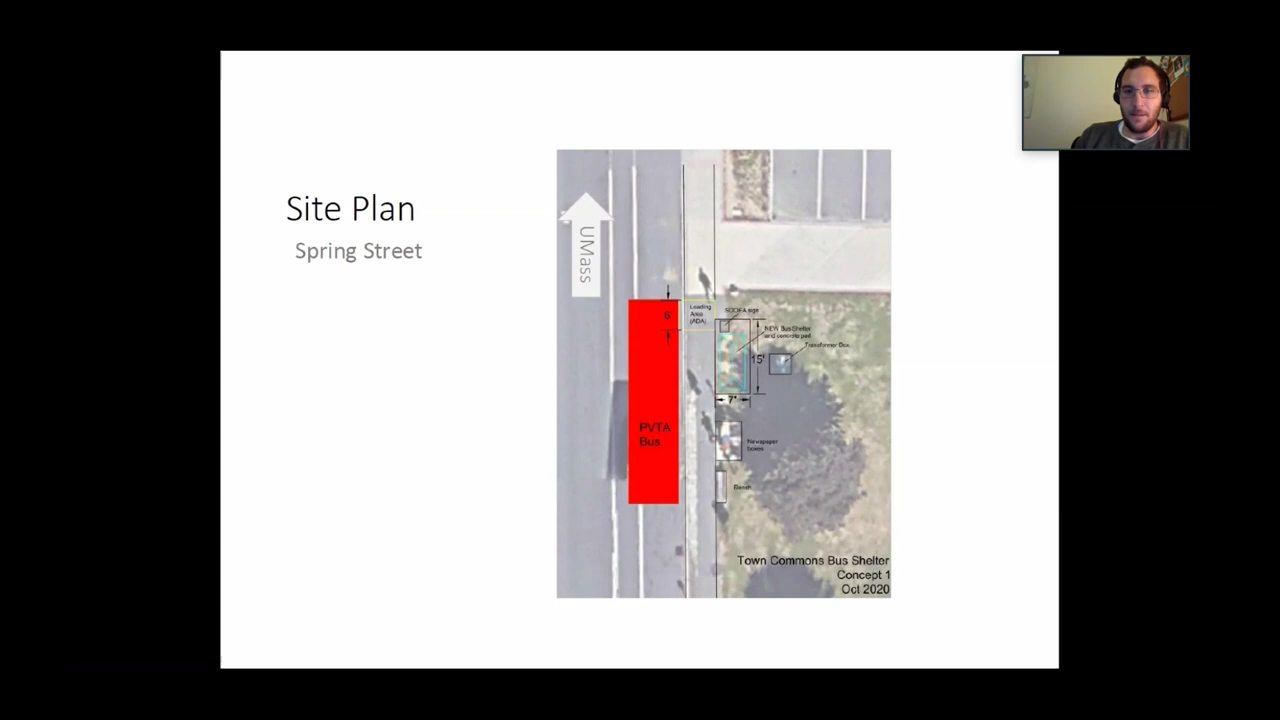 Site Plan
Spring Street
UMass
6
Loading
Area
(ADA)
sign
NEW Bus Shelter
and concrete pad
Transformer Box
15'
7'
PVTA
Bus
Newspaper
boxes
Bench
Town Commons Bus Shelter
Concept 1
Oct 2020